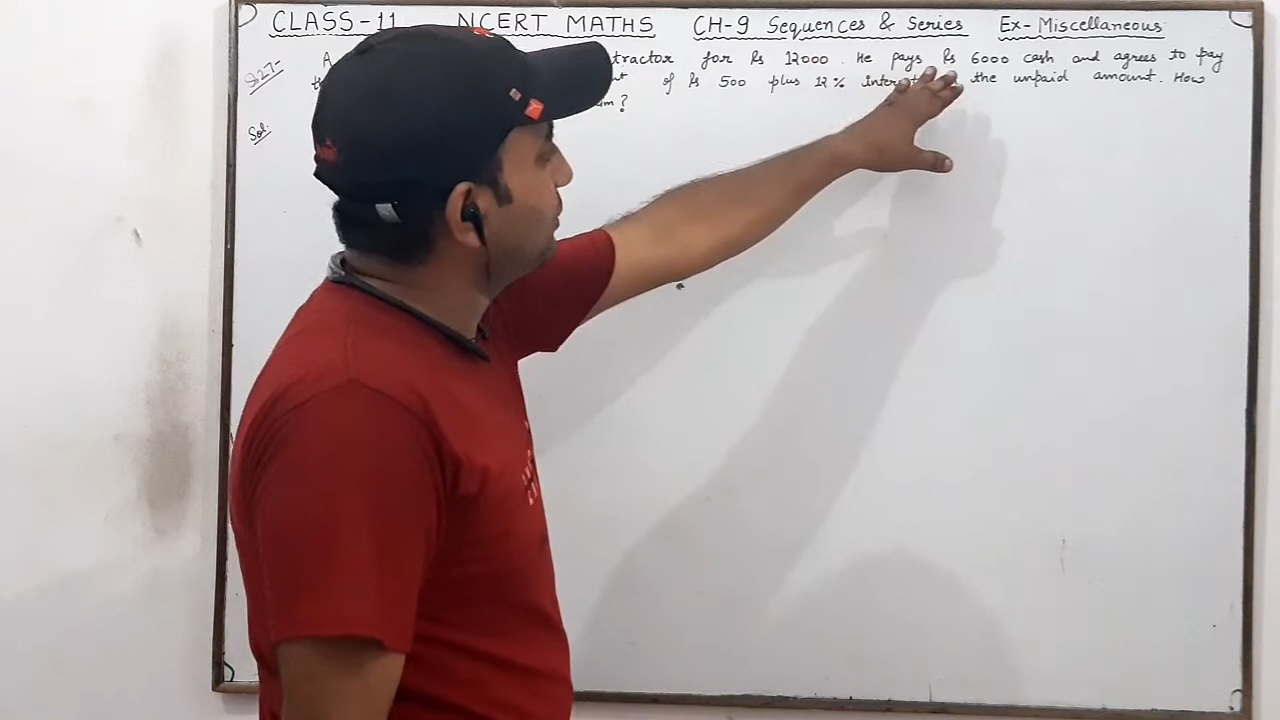 CLASS-11 NCERT MATHS CH-9 Sequences & Series Ex- Miscellaneous
Q.27- A tractor for Rs 12000. He pays Rs 6000 cash and agrees to pay
of Rs 500 plus 12% the unpaid amount. How
?
Sol: